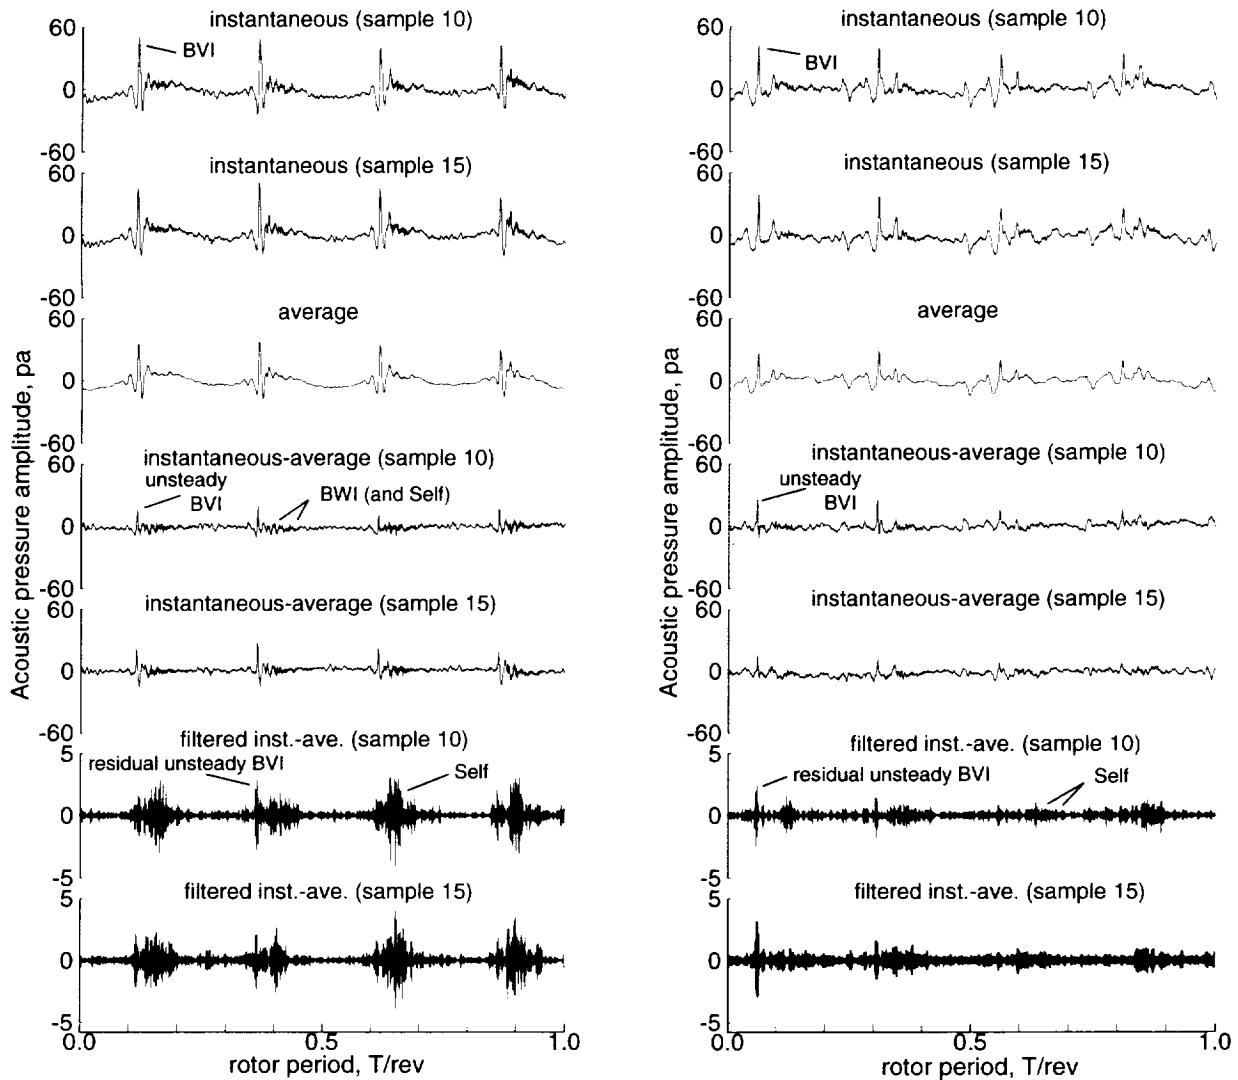 instantaneous (sample 10)
60
BVI
0
-60
instantaneous (sample 15)
60
0
-60
average
60
0
-60
instantaneous-average (sample 10)
60
unsteady
BVI
BWI (and Self)
0
-60
instantaneous-average (sample 15)
60
0
-60
filtered inst.-ave. (sample 10)
5
residual unsteady BVI
Self
0
-5
filtered inst.-ave. (sample 15)
5
0
-5
0.0
0.5
1.0
rotor period, T/rev
Acoustic pressure amplitude, pa
instantaneous (sample 10)
60
BVI
0
-60
instantaneous (sample 15)
60
0
-60
average
60
0
-60
instantaneous-average (sample 10)
60
unsteady
BVI
0
-60
instantaneous-average (sample 15)
60
0
-60
filtered inst.-ave. (sample 10)
5
residual unsteady BVI
Self
0
-5
filtered inst.-ave. (sample 15)
5
0
-5
0.0
0.5
1.0
rotor period, T/rev
Acoustic pressure amplitude, pa